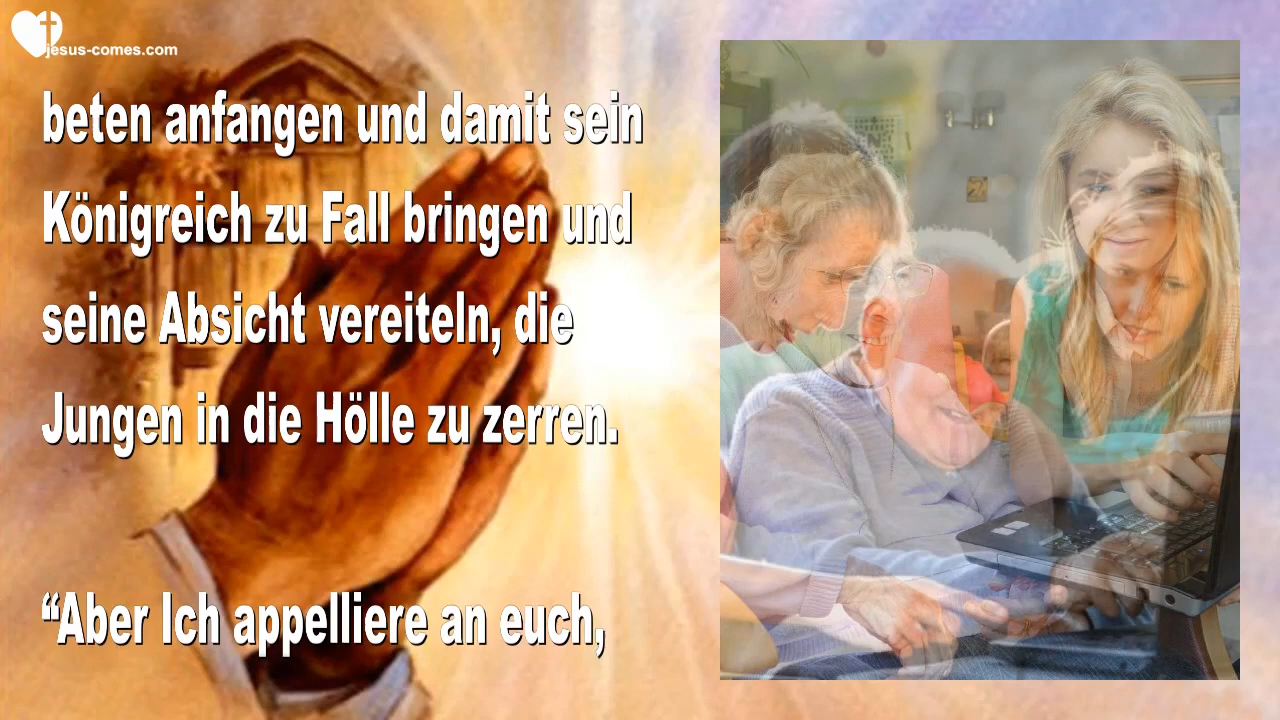 jesus-comes.com
beten anfangen und damit sein
Königreich zu Fall bringen und
seine Absicht vereiteln, die
Jungen in die Hölle zu zerren.
“Aber Ich appelliere an euch,